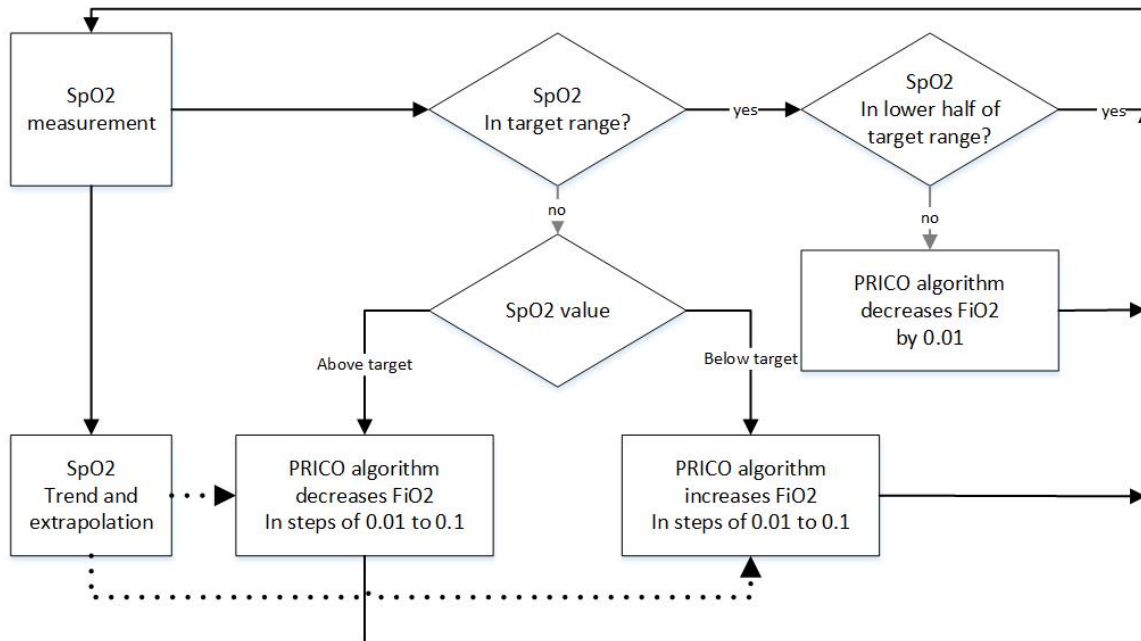 SpO2
measurement
SpO2
In target range?
yes
SpO2
In lower half of
target range?
yes
no
no
PRICO algorithm
decreases FiO2
by 0.01
SpO2 value
Above target
Below target
SpO2
Trend and
extrapolation
PRICO algorithm
decreases FiO2
In steps of 0.01 to 0.1
PRICO algorithm
increases FiO2
In steps of 0.01 to 0.1